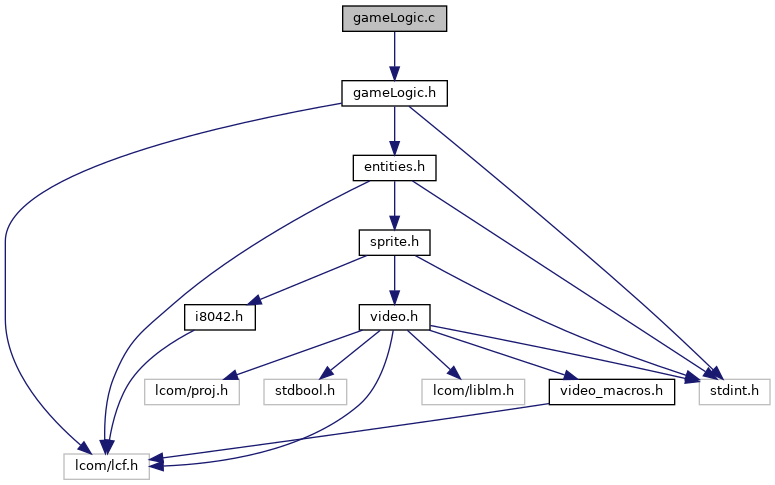 gameLogic.c
gameLogic.h
entities.h
sprite.h
i8042.h
video.h
lcom/proj.h
stdbool.h
lcom/liblm.h
video_macros.h
stdint.h
lcom/lcf.h